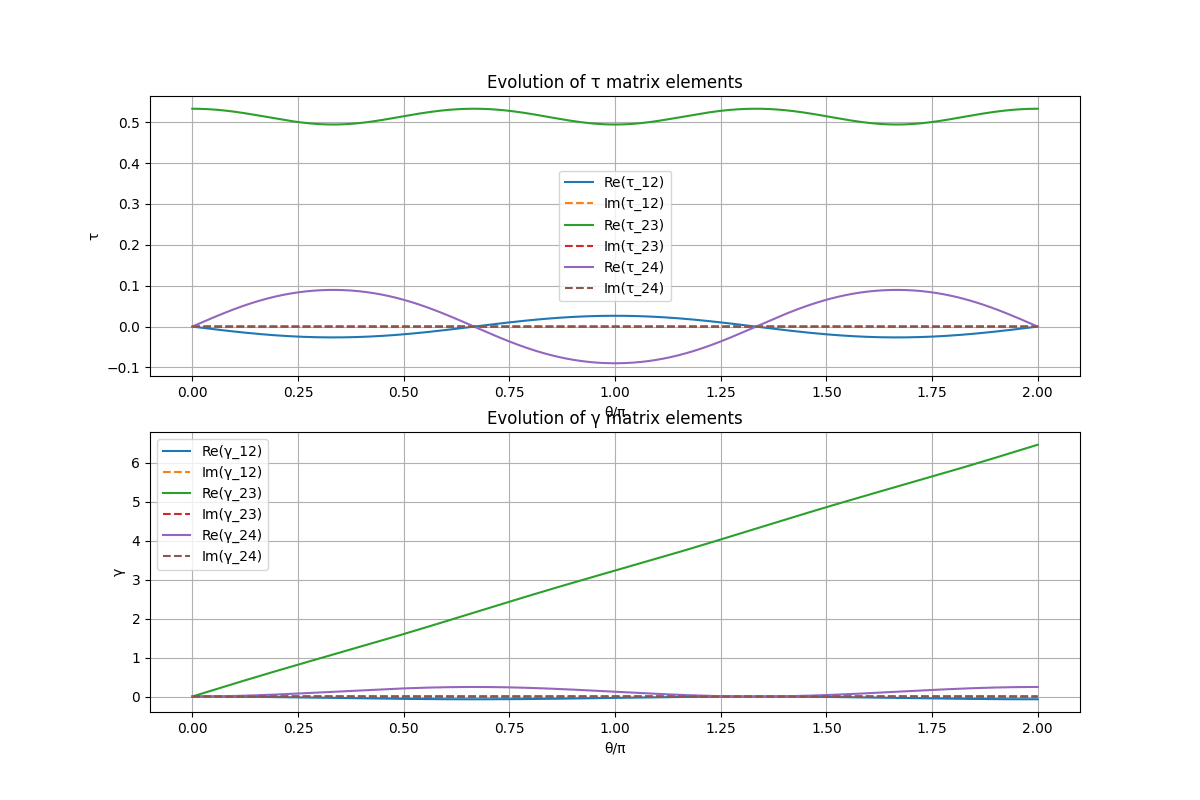 Evolution of τ matrix elements
τ
0.5
0.4
0.3
0.2
0.1
0.0
−0.1
Re(τ_12)
Im(τ_12)
Re(τ_23)
Im(τ_23)
Re(τ_24)
Im(τ_24)
0.00 0.25 0.50 0.75 1.00 1.25 1.50 1.75 2.00
θ/π
Evolution of γ matrix elements
γ
6
5
4
3
2
1
0
Re(γ_12)
Im(γ_12)
Re(γ_23)
Im(γ_23)
Re(γ_24)
Im(γ_24)
0.00 0.25 0.50 0.75 1.00 1.25 1.50 1.75 2.00
θ/π